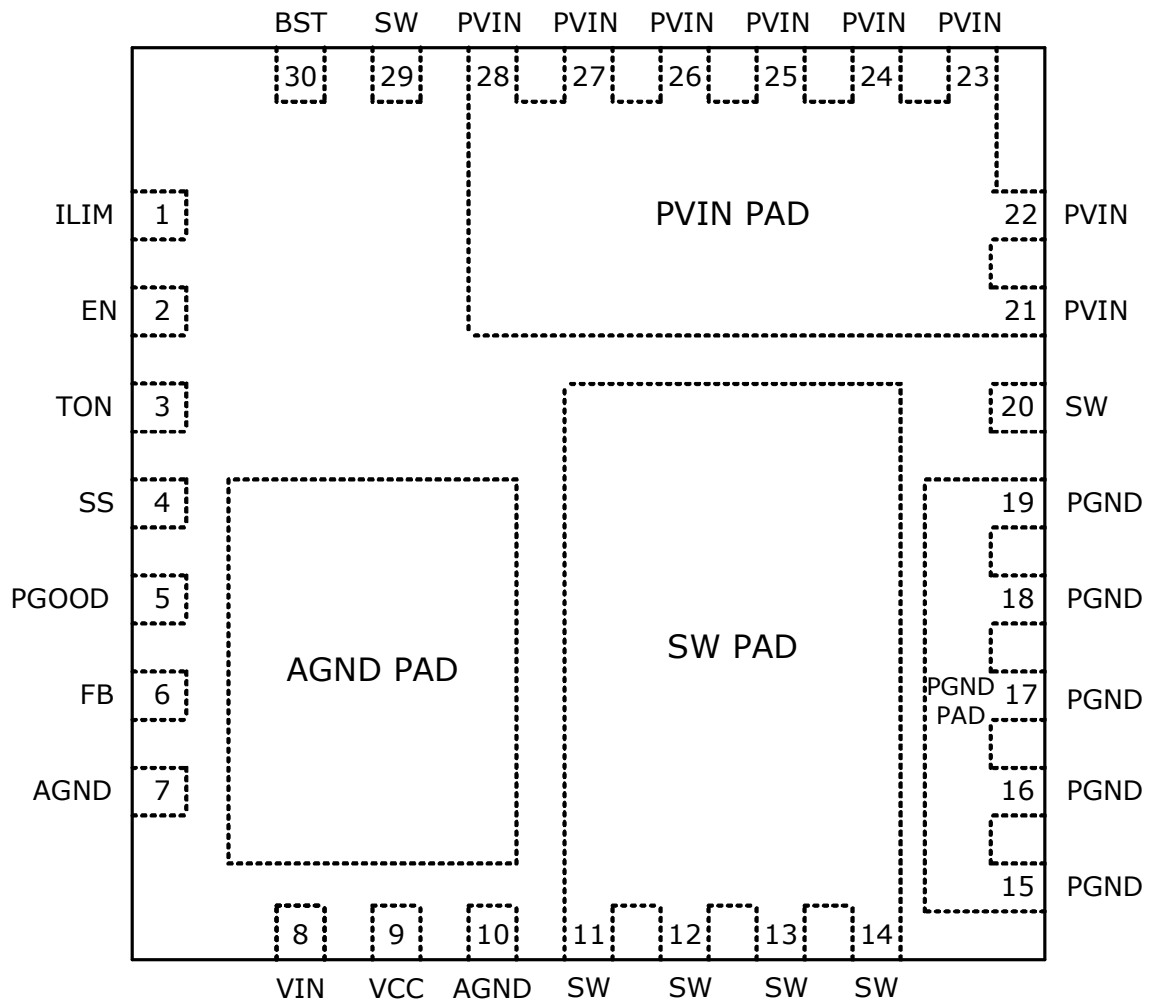 BST SW PVIN PVIN PVIN PVIN PVIN PVIN
30 29 28 27 26 25 24 23
ILIM 1 PVIN PAD 22 PVIN
EN 2 21 PVIN
TON 3 20 SW
SS 4 19 PGND
PGOOD 5 18 PGND
SW PAD
AGND PAD
FB 6 PGND 17 PGND
PAD
AGND 7 16 PGND
15 PGND
8 9 10 11 12 13 14
VIN VCC AGND SW SW SW SW